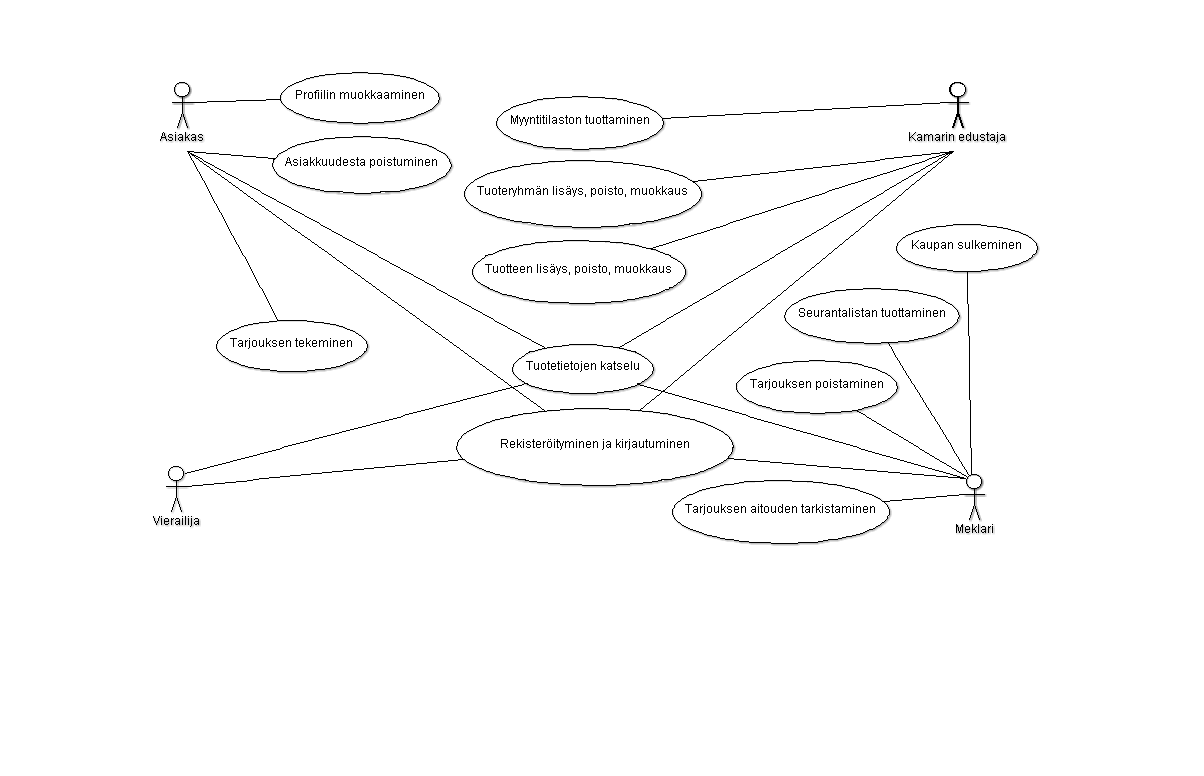 Profiilin muokkaaminen
Myyntitilaston tuottaminen
Asiakas
Kamarin edustaja
Asiakkuudesta poistuminen
Tuoteryhmän lisäys, poisto, muokkaus
Kaupan sulkeminen
Tuotteen lisäys, poisto, muokkaus
Seurantalistan tuottaminen
Tarjouksen tekeminen
Tuotetietojen katselu
Tarjouksen poistaminen
Rekisteröityminen ja kirjautuminen
Tarjouksen aitouden tarkistaminen
Vierailija
Meklari